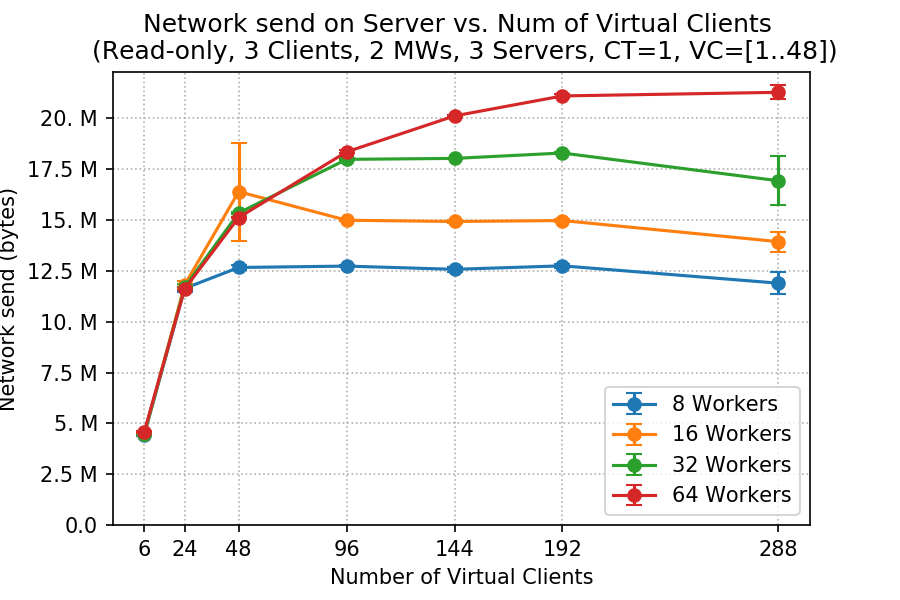 Network send on Server vs. Num of Virtual Clients
(Read-only, 3 Clients, 2 MWs, 3 Servers, CT=1, VC=[1..48])
Network send (bytes)
20. M
17.5 M
15. M
12.5 M
10. M
7.5 M
5. M
2.5 M
0.0
8 Workers
16 Workers
32 Workers
64 Workers
6 24 48 96 144 192 288
Number of Virtual Clients